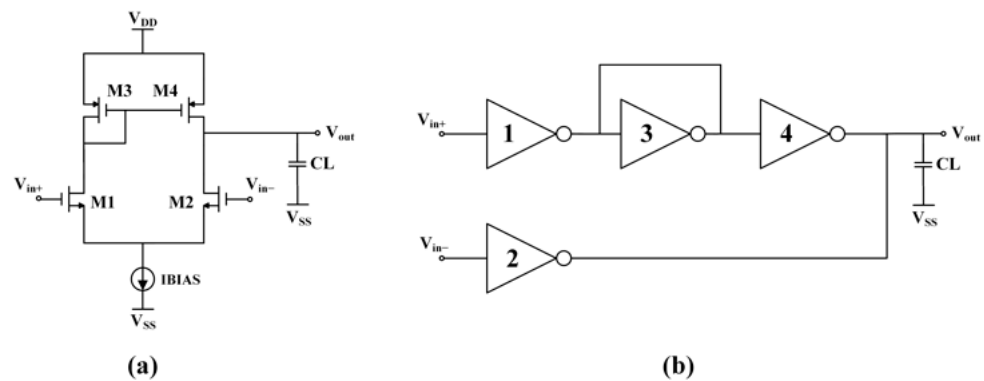 VDD
M3
M4
Vout
CL
VSS
Vin+
M1
M2
Vin−
IBIAS
VSS
(a)
Vin+
1
3
4
Vout
CL
VSS
Vin−
2
(b)